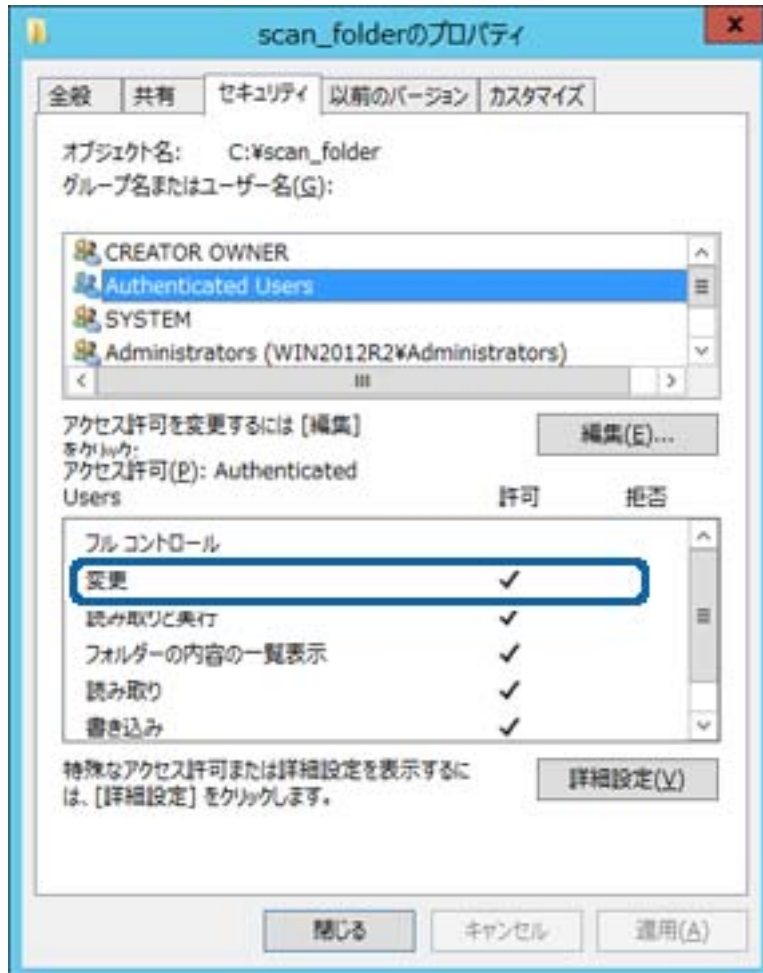 scan_folderのプロパティ
全般 共有 セキュリティ 以前のバージョン カスタマイズ
オブジェクト名: C:¥scan_folder
グループ名またはユーザー名(G):
CREATOR OWNER
Authenticated Users
SYSTEM
Administrators (WIN2012R2¥Administrators)
アクセス許可を変更するには [編集]
をクリック:
編集(E)...
アクセス許可(P): Authenticated
Users 許可 拒否
フル コントロール
変更
読み取りと実行
フォルダーの内容の一覧表示
読み取り
書き込み
特殊なアクセス許可または詳細設定を表示するに
は、[詳細設定] をクリックします。
詳細設定(V)
閉じる キャンセル 適用(A)